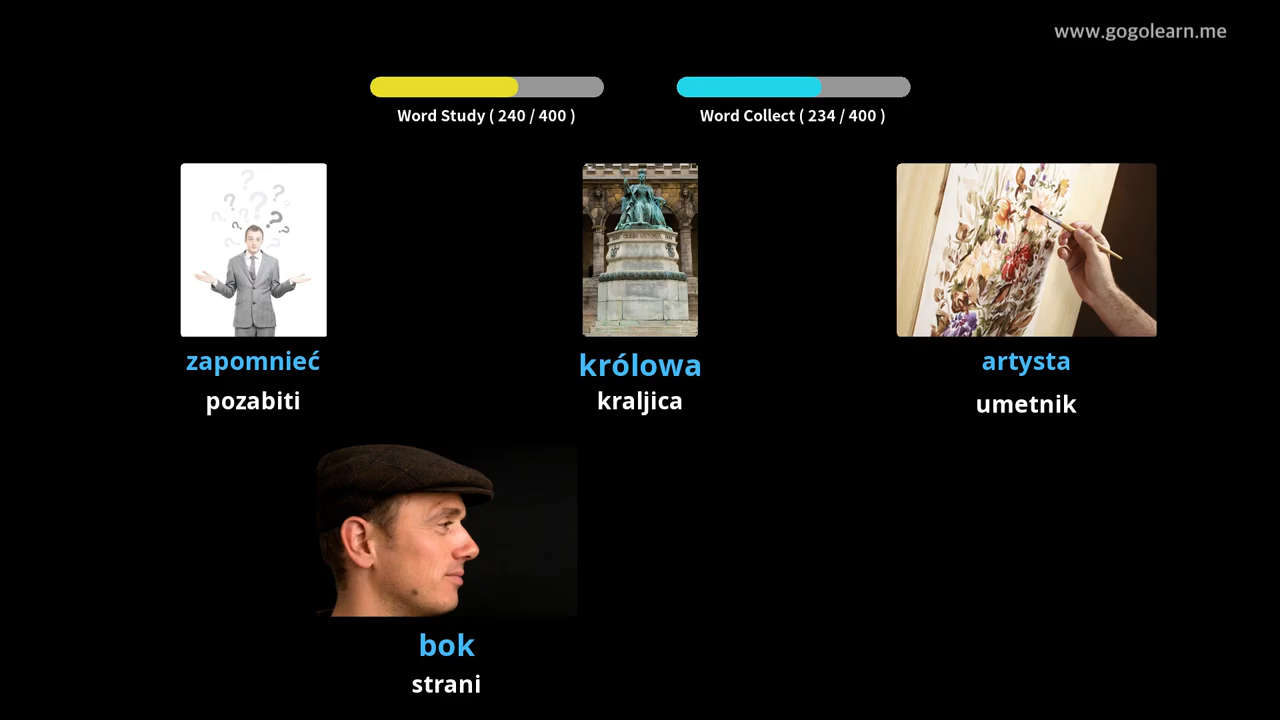 www.gogolearn.me
Word Study ( 240 / 400 )
Word Collect ( 234 / 400 )
zapomnieć
pozabiti
królowa
kraljica
artysta
umetnik
bok
strani